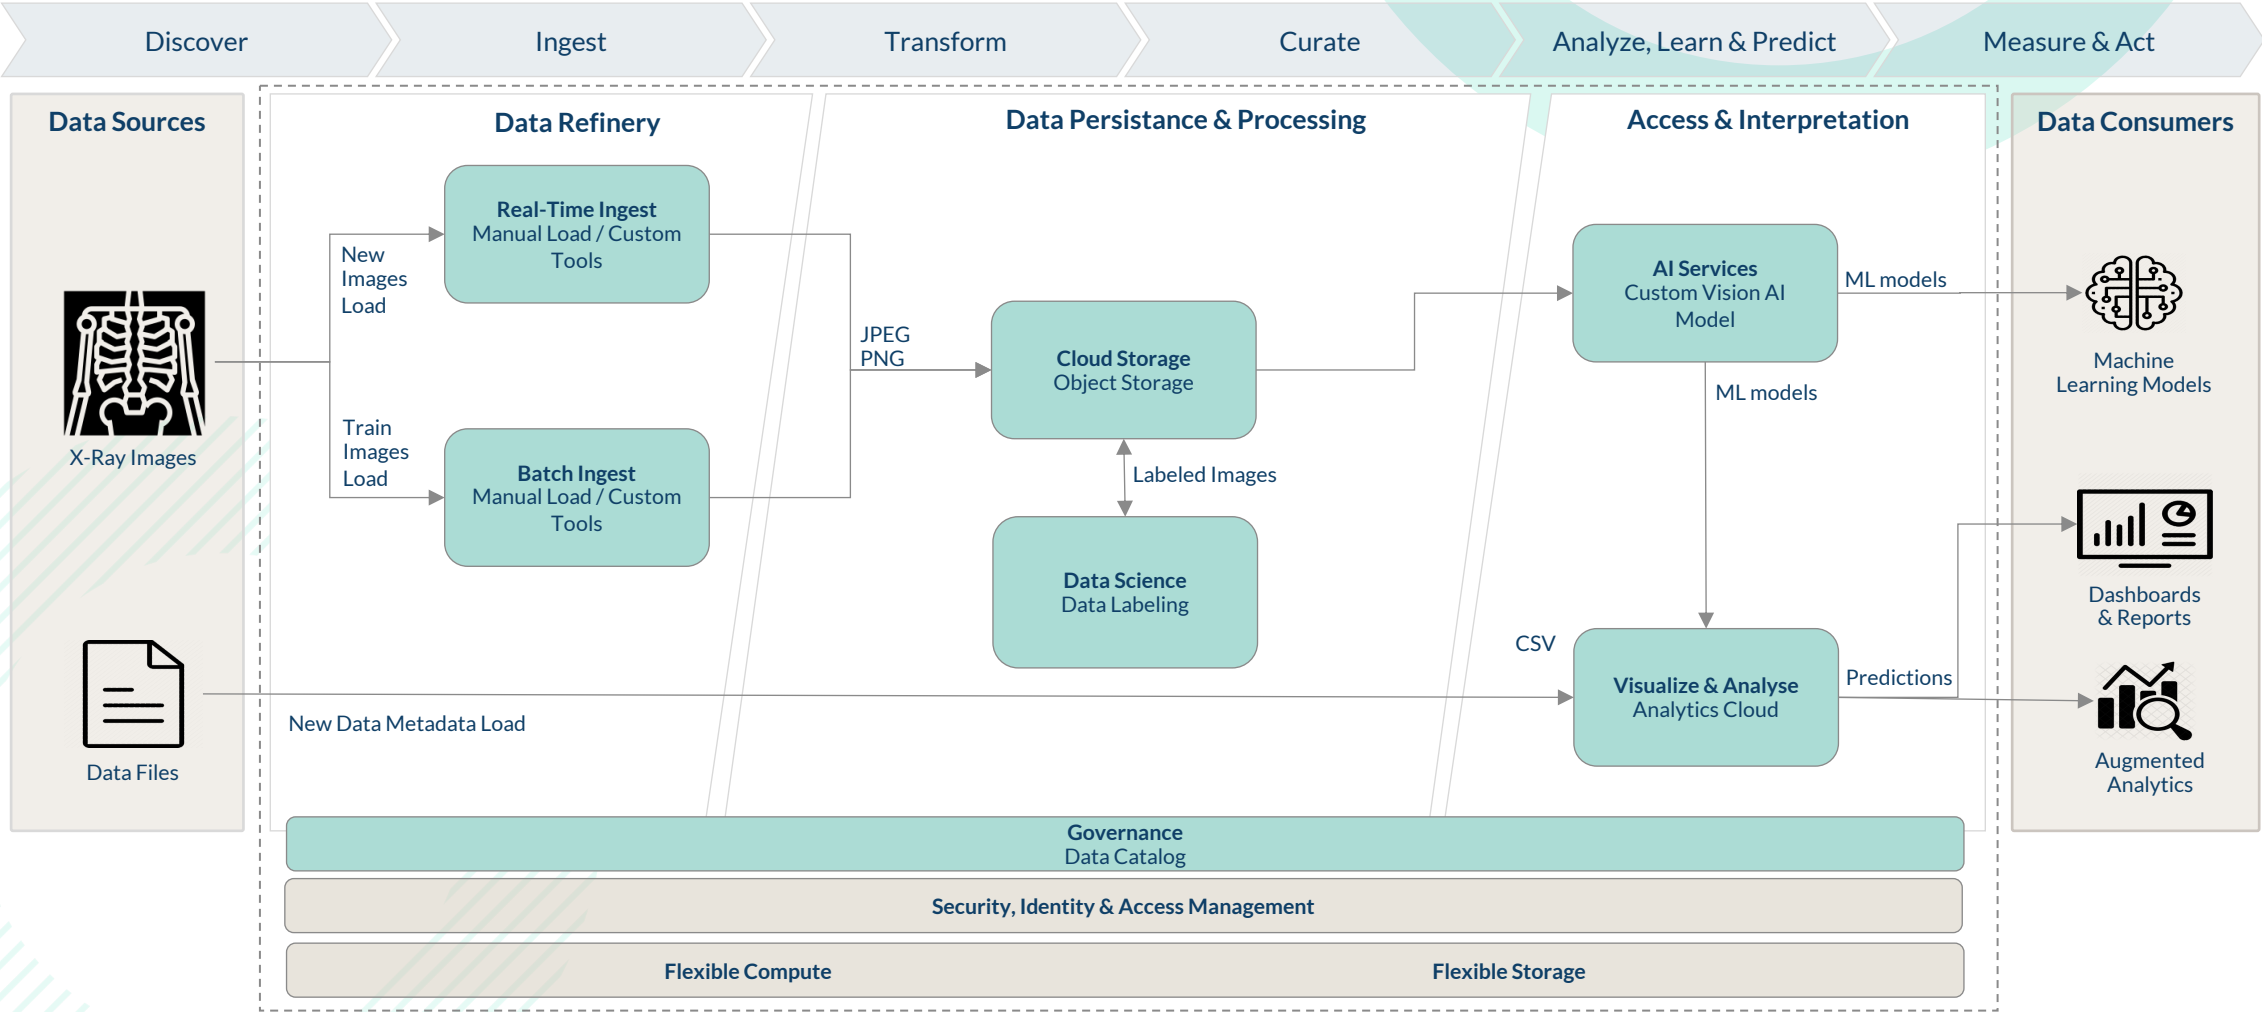 Discover
Ingest
Transform
Curate
Analyze, Learn & Predict
Measure & Act
Data Sources
Data Refinery
Data Persistance & Processing
Access & Interpretation
Data Consumers
X-Ray Images
Data Files
New
Images
Load
Train
Images
Load
New Data Metadata Load
Real-Time Ingest
Manual Load / Custom
Tools
Batch Ingest
Manual Load / Custom
Tools
JPEG
PNG
Cloud Storage
Object Storage
Labeled Images
Data Science
Data Labeling
AI Services
Custom Vision AI
Model
ML models
ML models
CSV
Visualize & Analyse
Analytics Cloud
Predictions
Machine
Learning Models
Dashboards
& Reports
Augmented
Analytics
Governance
Data Catalog
Security, Identity & Access Management
Flexible Compute
Flexible Storage